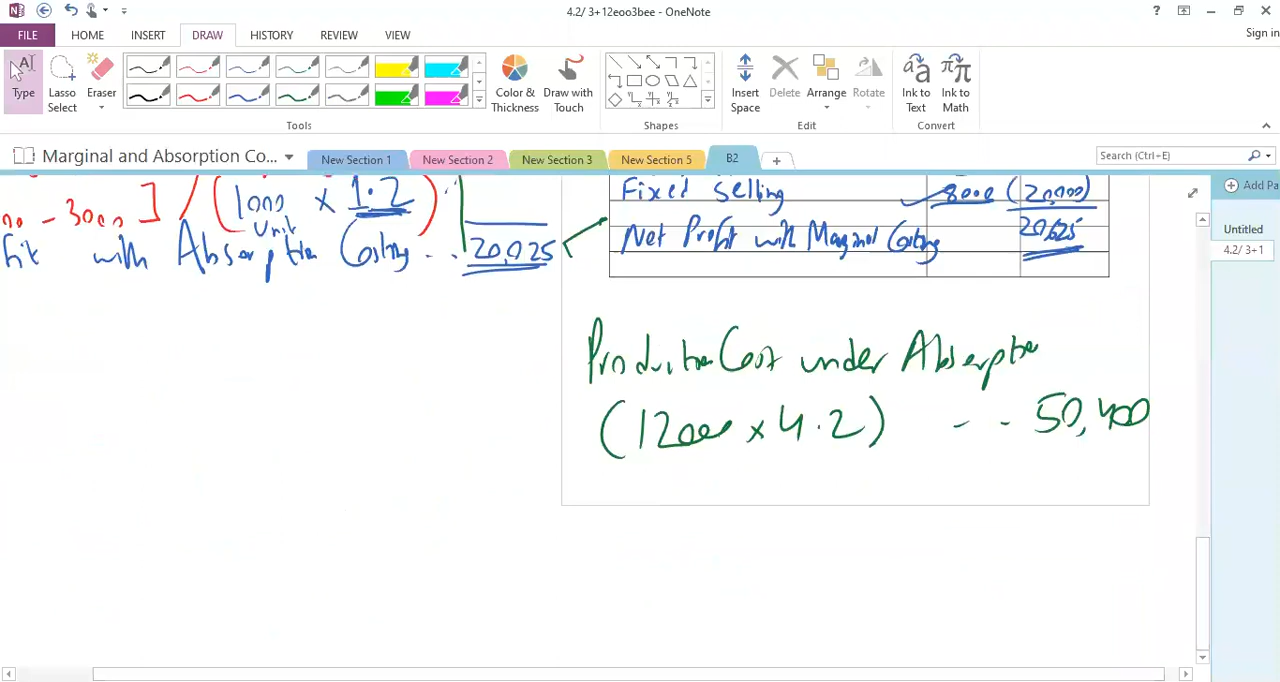 4.2/ 3+12eoo3bee - OneNote
FILE HOME INSERT DRAW HISTORY REVIEW VIEW
Sign in
Type
Lasso Select
Eraser
Color & Thickness
Draw with Touch
Insert Space
Delete
Arrange
Rotate
Ink to Text
Ink to Math
Tools
Shapes
Edit
Convert
Marginal and Absorption Co...
New Section 1
New Section 2
New Section 3
New Section 5
B2
Search (Ctrl+E)
- 3000 ] / (1000 × 1.2)
Unit
fit with Absorption Costing .. 20,025
Fixed selling 8000 (20,000)
Net Profit with Marginal Costing 20,625
Production Cost under Absorption
(12000 × 4.2) - - 50,400
Add Pa
Untitled
4.2/ 3+1